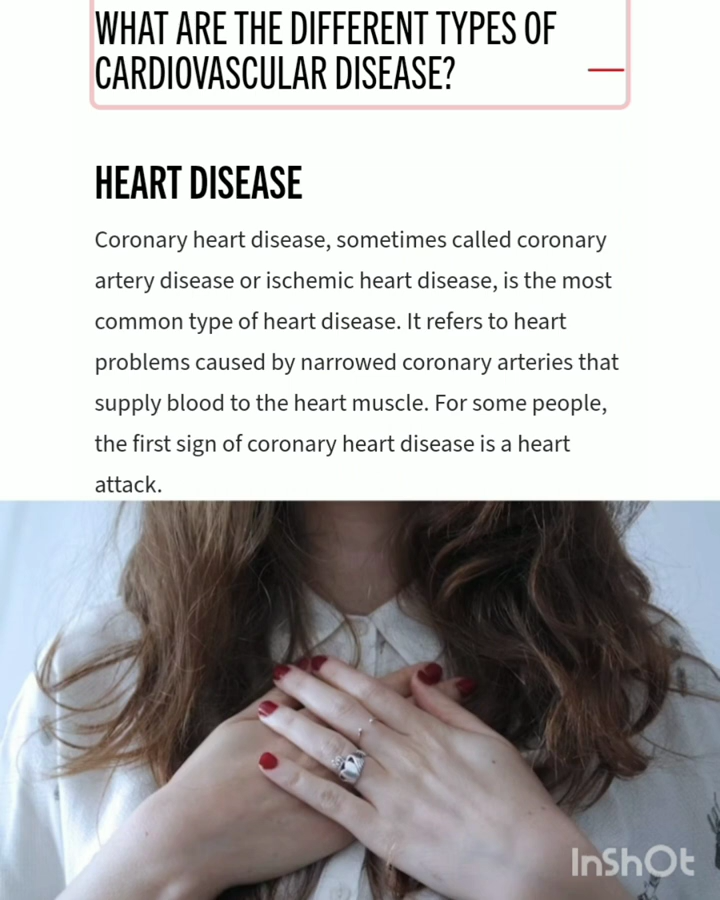 WHAT ARE THE DIFFERENT TYPES OF
CARDIOVASCULAR DISEASE?
HEART DISEASE
Coronary heart disease, sometimes called coronary
artery disease or ischemic heart disease, is the most
common type of heart disease. It refers to heart
problems caused by narrowed coronary arteries that
supply blood to the heart muscle. For some people,
the first sign of coronary heart disease is a heart
attack.
InShOt